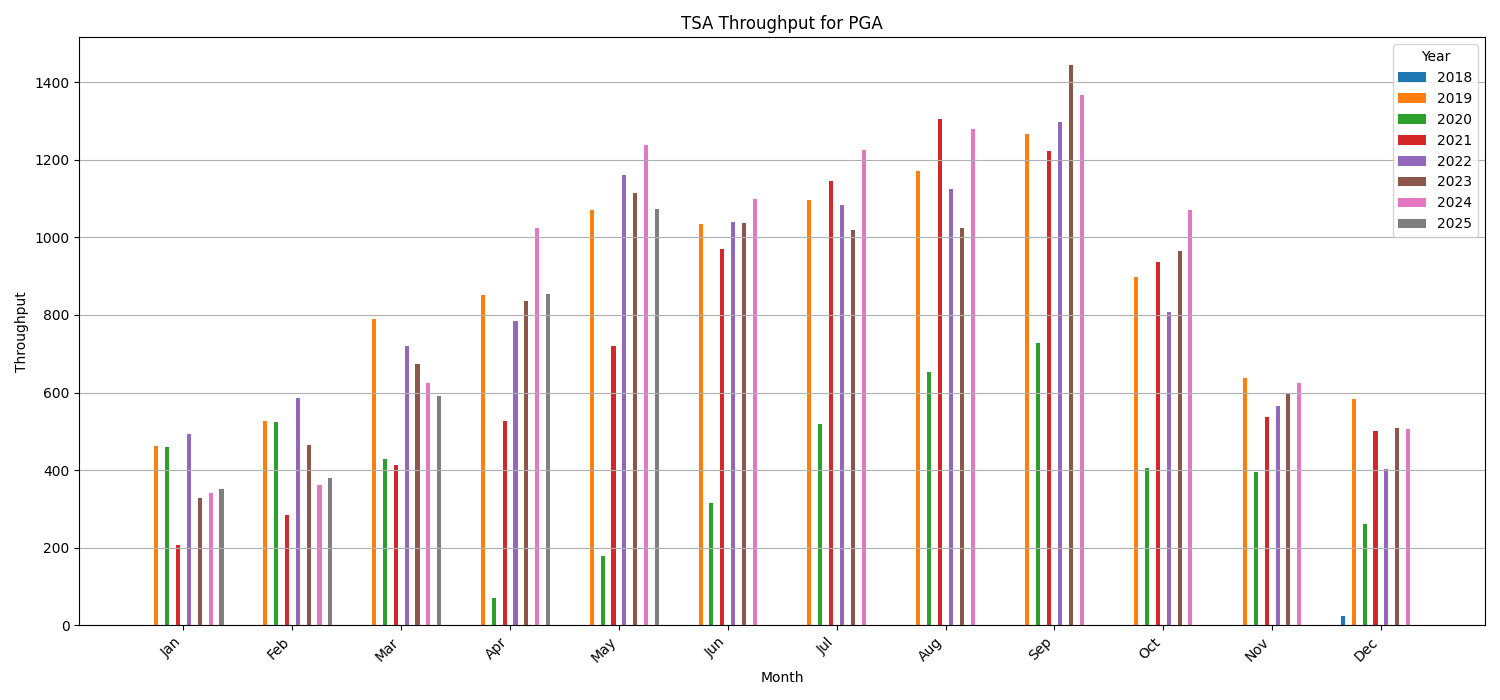 TSA Throughput for PGA
Year
2018
2019
2020
2021
2022
2023
2024
2025
Throughput
1400
1200
1000
800
600
400
200
0
Jan
Feb
Mar
Apr
May
Jun
Jul
Aug
Sep
Oct
Nov
Dec
Month